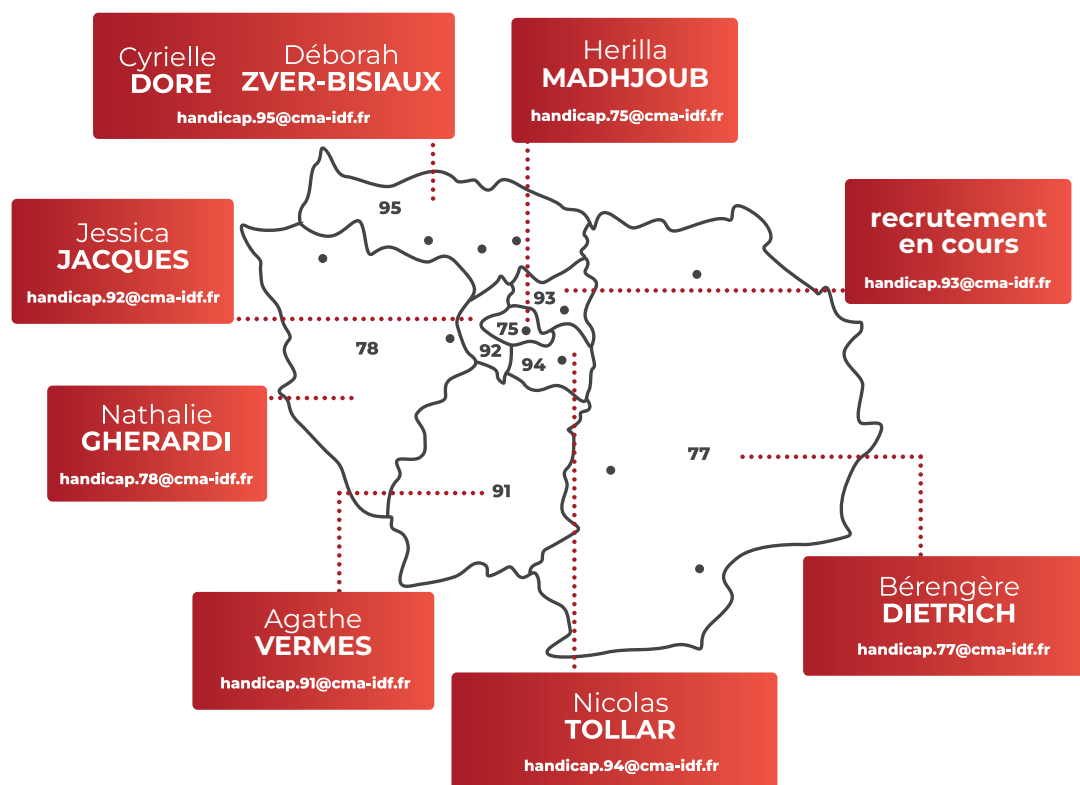 Cyrielle
DORE
Déborah
ZVER-BISIAUX
handicap.95@cma-idf.fr
Herilla
MADHJOUB
handicap.75@cma-idf.fr
Jessica
JACQUES
handicap.92@cma-idf.fr
recrutement
en cours
handicap.93@cma-idf.fr
95
93
75
92
94
78
77
91
Nathalie
GHERARDI
handicap.78@cma-idf.fr
Agathe
VERMES
handicap.91@cma-idf.fr
Bérengère
DIETRICH
handicap.77@cma-idf.fr
Nicolas
TOLLAR
handicap.94@cma-idf.fr